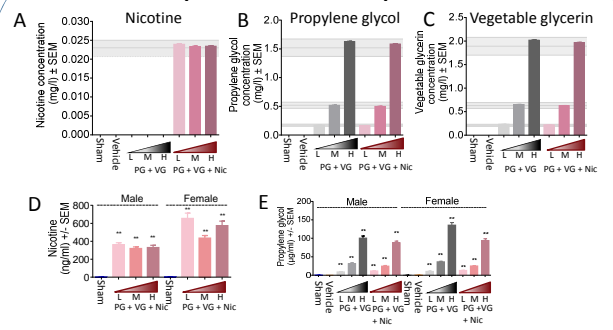 A
Nicotine
Nicotine concentration
(mg/l) ± SEM
0.030
0.025
0.020
0.015
0.010
0.005
0.000
Sham
Vehicle
L M H
PG + VG
L M H
PG + VG + Nic
B
Propylene glycol
Propylene glycol
concentration
(mg/l) ± SEM
2.0
1.5
1.0
0.5
0.0
Sham
Vehicle
L M H
PG + VG
L M H
PG + VG + Nic
C
Vegetable glycerin
Vegetable glycerin
concentration
(mg/l) ± SEM
2.0
1.5
1.0
0.5
0.0
Sham
Vehicle
L M H
PG + VG
L M H
PG + VG + Nic
D
Male
Female
Nicotine
(ng/ml) +/- SEM
800
600
400
200
0
** ** ** ** ** **
Sham
L M H
PG + VG + Nic
Sham
L M H
PG + VG + Nic
E
Male
Female
Propylene glycol
(µg/ml) +/- SEM
200
150
100
50
0
** ** ** ** ** ** ** ** ** ** ** **
Sham
Vehicle
L M H
PG + VG
L M H
PG +VG
+ Nic
Sham
Vehicle
L M H
PG + VG
L M H
PG +VG
+ Nic